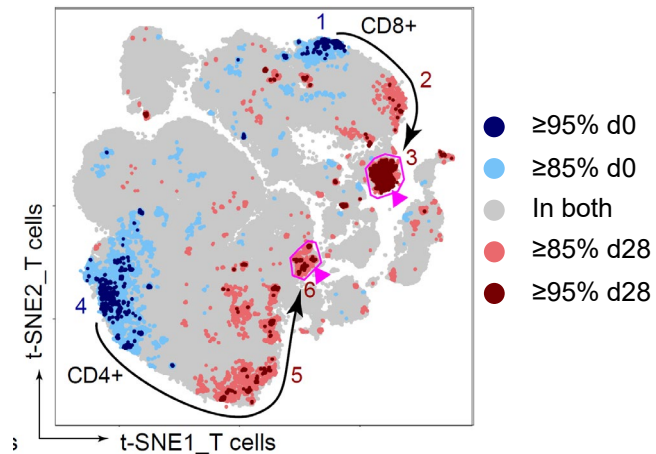 1
CD8+
2
3
≥95% d0
≥85% d0
In both
≥85% d28
≥95% d28
4
6
5
CD4+
t-SNE2_T cells
s
t-SNE1_T cells